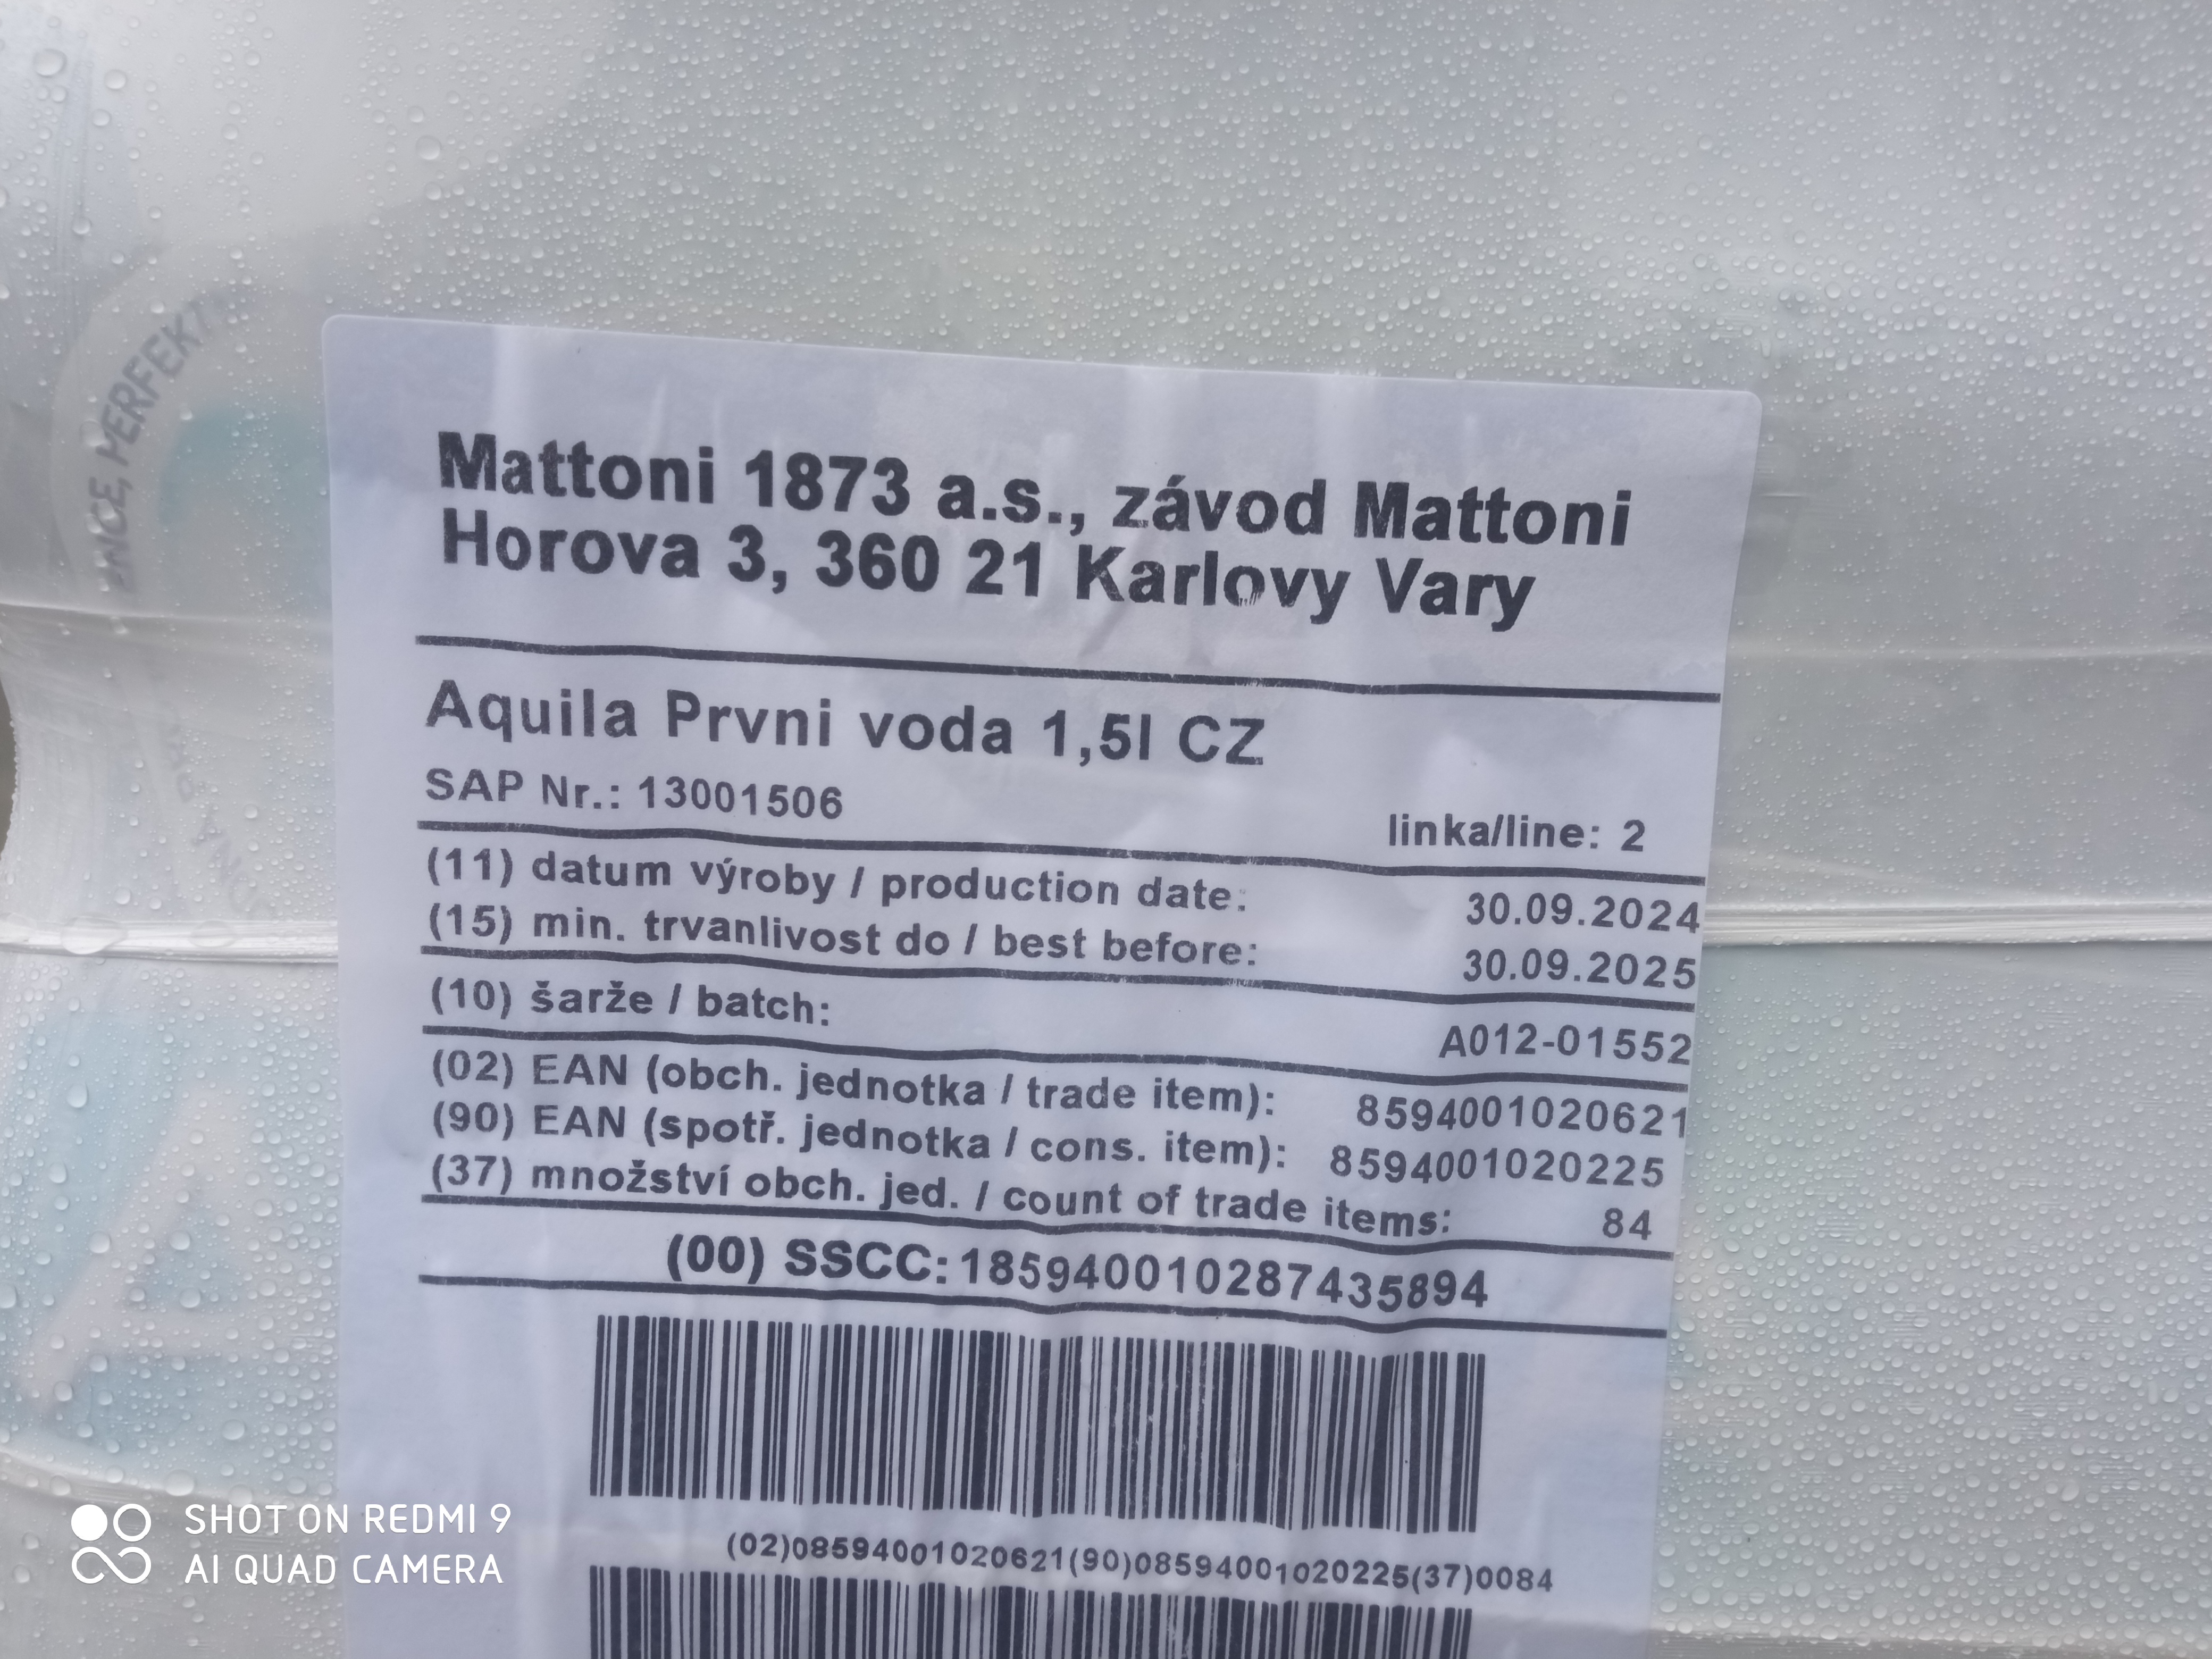 ENCE, PERFEKT
Mattoni 1873 a.s., závod Mattoni
Horova 3, 360 21 Karlovy Vary
Aquila Prvni voda 1,5l CZ
SAP Nr.: 13001506
linka/line: 2
(11) datum výroby / production date: 30.09.2024
(15) min. trvanlivost do / best before: 30.09.2025
(10) šarže / batch: A012-01552
(02) EAN (obch. jednotka / trade item): 8594001020621
(90) EAN (spotř. jednotka / cons. item): 8594001020225
(37) množství obch. jed. / count of trade items: 84
(00) SSCC: 185940010287435894
(02)08594001020621(90)08594001020225(37)0084
SHOT ON REDMI 9
AI QUAD CAMERA